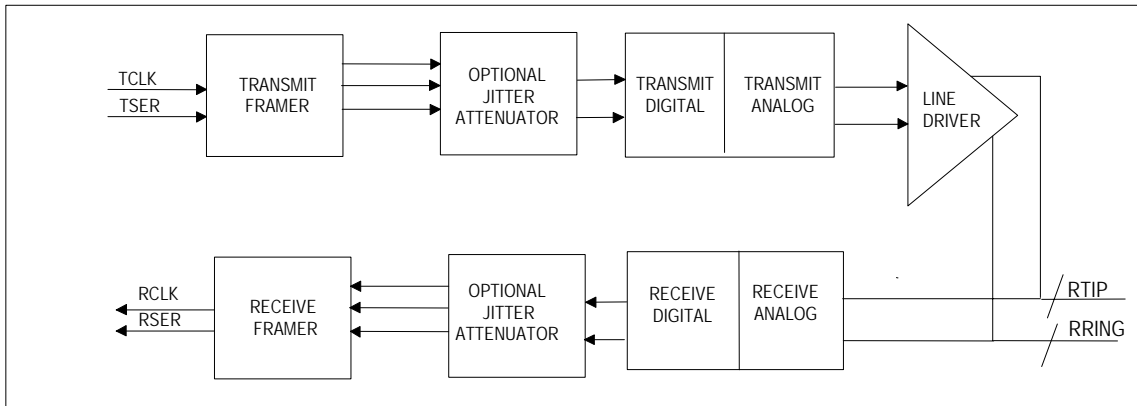 TCLK
TSER
TRANSMIT
FRAMER
OPTIONAL
JITTER
ATTENUATOR
TRANSMIT
DIGITAL
TRANSMIT
ANALOG
LINE
DRIVER
RCLK
RSER
RECEIVE
FRAMER
OPTIONAL
JITTER
ATTENUATOR
RECEIVE
DIGITAL
RECEIVE
ANALOG
RTIP
RRING